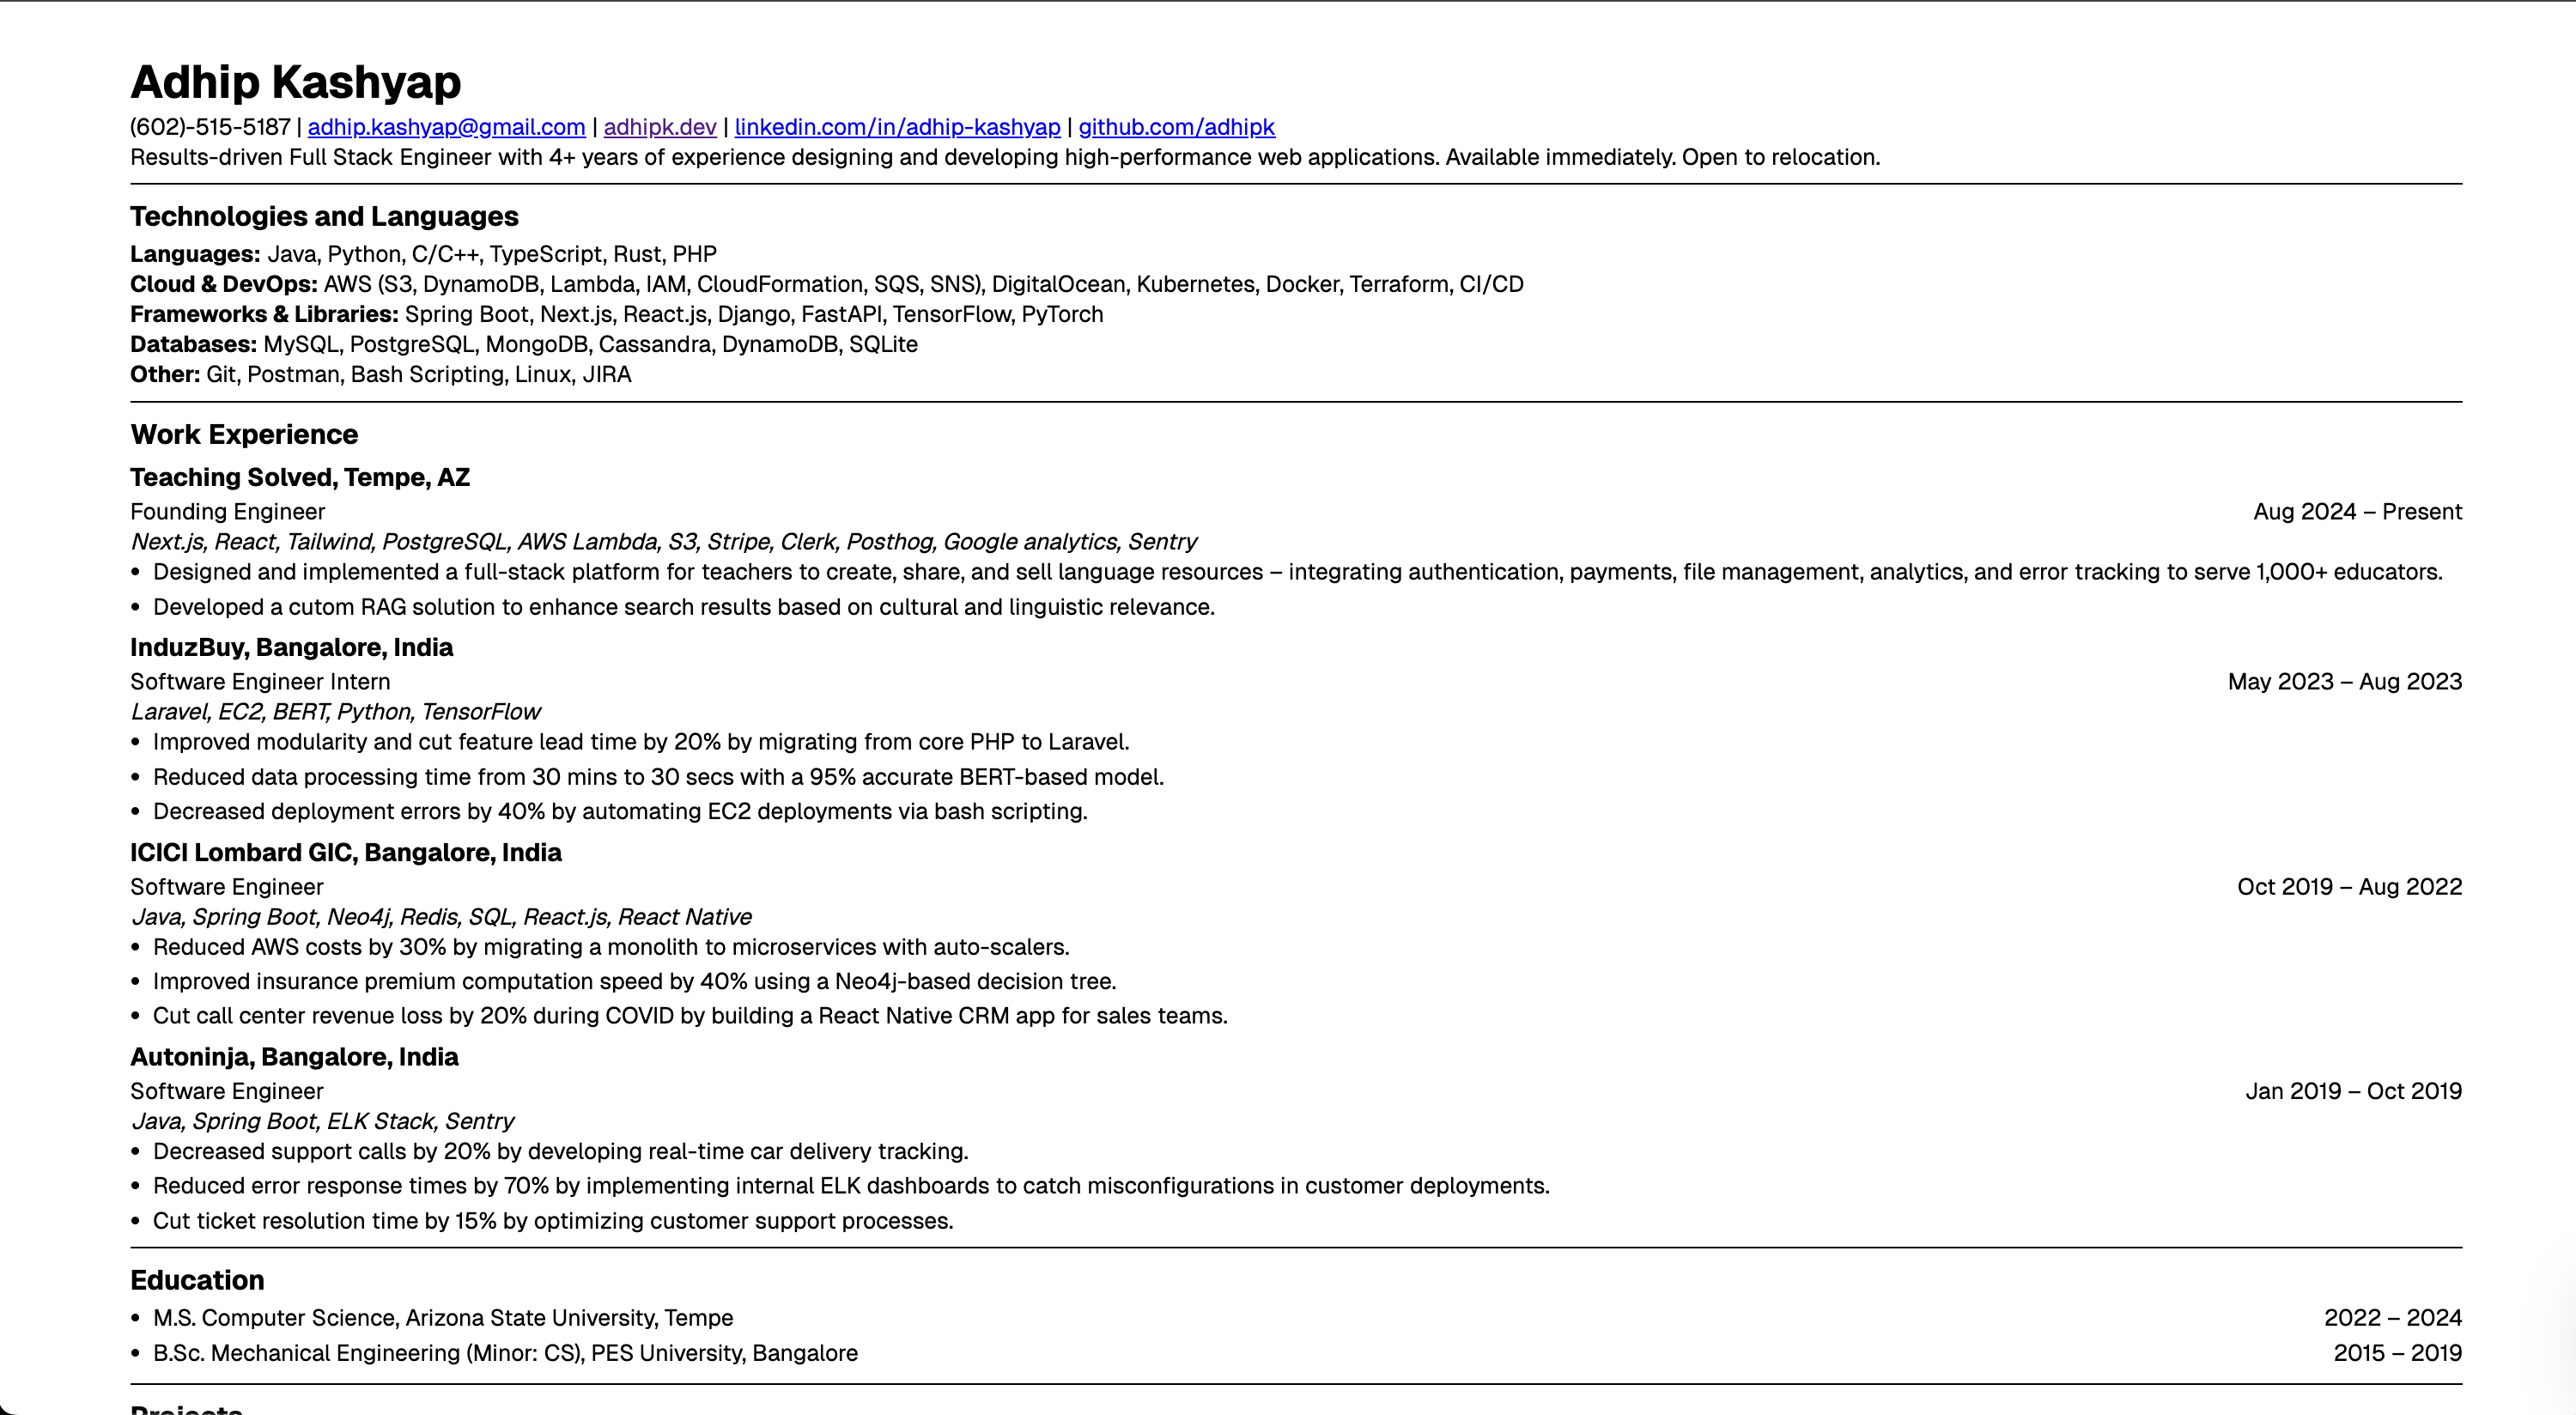 Adhip Kashyap
(602)-515-5187 | adhip.kashyap@gmail.com | adhipk.dev | linkedin.com/in/adhip-kashyap | github.com/adhipk
Results-driven Full Stack Engineer with 4+ years of experience designing and developing high-performance web applications. Available immediately. Open to relocation.
Technologies and Languages
Languages: Java, Python, C/C++, TypeScript, Rust, PHP
Cloud & DevOps: AWS (S3, DynamoDB, Lambda, IAM, CloudFormation, SQS, SNS), DigitalOcean, Kubernetes, Docker, Terraform, CI/CD
Frameworks & Libraries: Spring Boot, Next.js, React.js, Django, FastAPI, TensorFlow, PyTorch
Databases: MySQL, PostgreSQL, MongoDB, Cassandra, DynamoDB, SQLite
Other: Git, Postman, Bash Scripting, Linux, JIRA
Work Experience
Teaching Solved, Tempe, AZ
Founding Engineer Aug 2024 – Present
Next.js, React, Tailwind, PostgreSQL, AWS Lambda, S3, Stripe, Clerk, Posthog, Google analytics, Sentry
• Designed and implemented a full-stack platform for teachers to create, share, and sell language resources – integrating authentication, payments, file management, analytics, and error tracking to serve 1,000+ educators.
• Developed a cutom RAG solution to enhance search results based on cultural and linguistic relevance.
InduzBuy, Bangalore, India
Software Engineer Intern May 2023 – Aug 2023
Laravel, EC2, BERT, Python, TensorFlow
• Improved modularity and cut feature lead time by 20% by migrating from core PHP to Laravel.
• Reduced data processing time from 30 mins to 30 secs with a 95% accurate BERT-based model.
• Decreased deployment errors by 40% by automating EC2 deployments via bash scripting.
ICICI Lombard GIC, Bangalore, India
Software Engineer Oct 2019 – Aug 2022
Java, Spring Boot, Neo4j, Redis, SQL, React.js, React Native
• Reduced AWS costs by 30% by migrating a monolith to microservices with auto-scalers.
• Improved insurance premium computation speed by 40% using a Neo4j-based decision tree.
• Cut call center revenue loss by 20% during COVID by building a React Native CRM app for sales teams.
Autoninja, Bangalore, India
Software Engineer Jan 2019 – Oct 2019
Java, Spring Boot, ELK Stack, Sentry
• Decreased support calls by 20% by developing real-time car delivery tracking.
• Reduced error response times by 70% by implementing internal ELK dashboards to catch misconfigurations in customer deployments.
• Cut ticket resolution time by 15% by optimizing customer support processes.
Education
• M.S. Computer Science, Arizona State University, Tempe 2022 – 2024
• B.Sc. Mechanical Engineering (Minor: CS), PES University, Bangalore 2015 – 2019
Projects